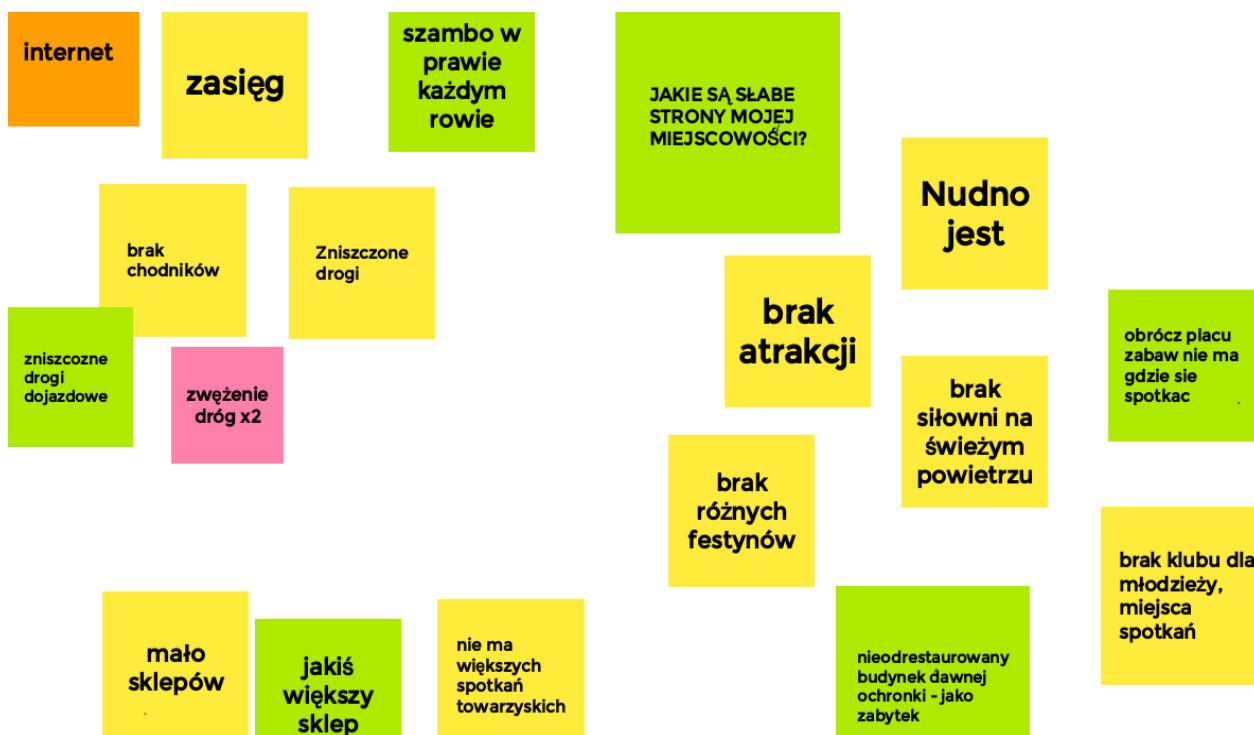 internet
zasięg
szambo w
prawie
każdym
rowie
JAKIE SĄ SŁABE
STRONY MOJEJ
MIEJSCOWOŚCI?
Nudno
jest
brak
chodników
Zniszczone
drogi
brak
atrakcji
obrócz placu
zabaw nie ma
gdzie sie
spotkac
zniscozne
drogi
dojazdowe
zwężenie
dróg x2
brak
siłowni na
świeżym
powietrzu
brak
różnych
festynów
brak klubu dla
młodzieży,
miejsca
spotkań
mało
sklepów
jakiś
większy
sklep
nie ma
większych
spotkań
towarzyskich
nieodrestaurowany
budynek dawnej
ochronki - jako
zabytek